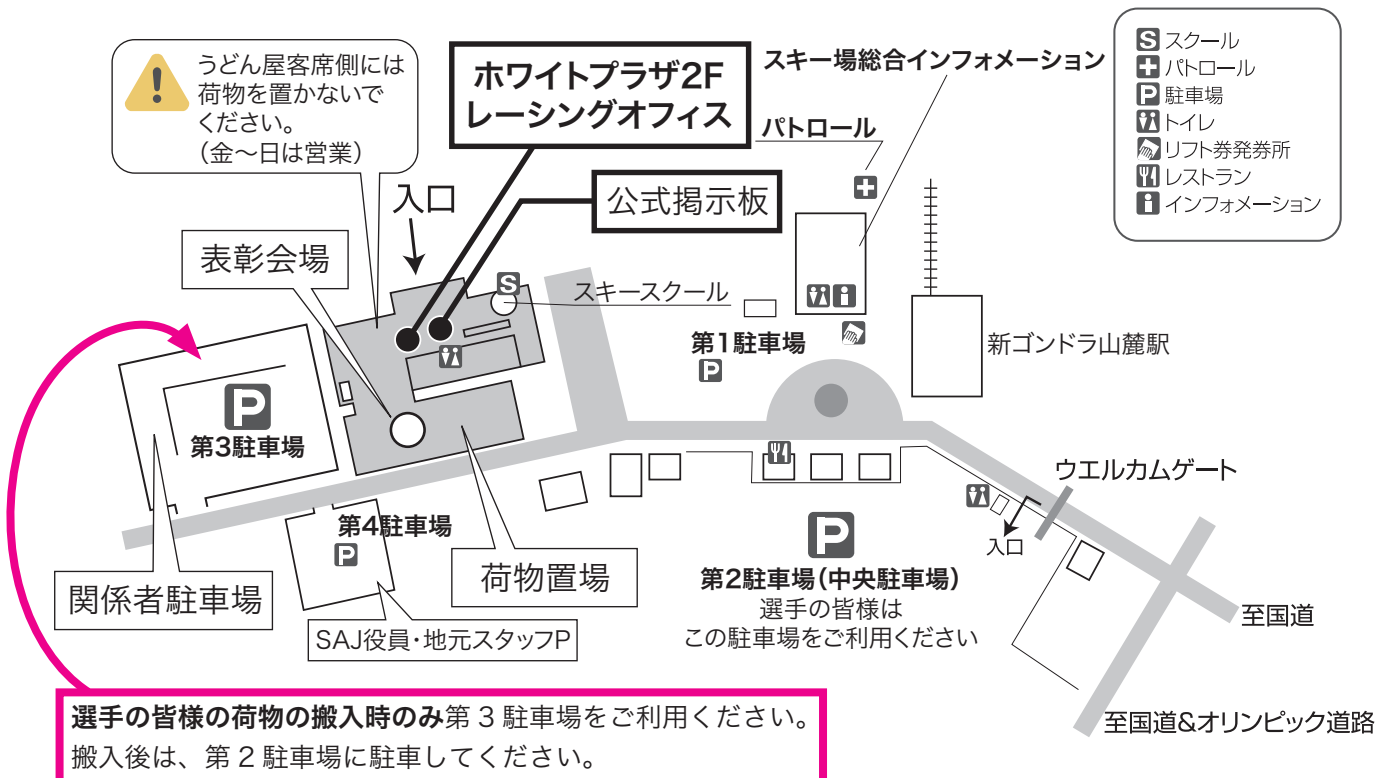 うどん屋客席側には
荷物を置かないで
ください。
（金〜日は営業）
ホワイトプラザ2F
レーシングオフィス
スキー場総合インフォメーション
パトロール
S スクール
パトロール
P 駐車場
トイレ
リフト券発券所
レストラン
i インフォメーション
入口
公式掲示板
表彰会場
S
スキースクール
i
第1駐車場
P
新ゴンドラ山麓駅
P
第3駐車場
ウエルカムゲート
入口
第4駐車場
P
関係者駐車場
荷物置場
SAJ役員・地元スタッフP
P
第2駐車場（中央駐車場）
選手の皆様は
この駐車場をご利用ください
至国道
至国道&オリンピック道路
選手の皆様の荷物の搬入時のみ第3駐車場をご利用ください。
搬入後は、第2駐車場に駐車してください。